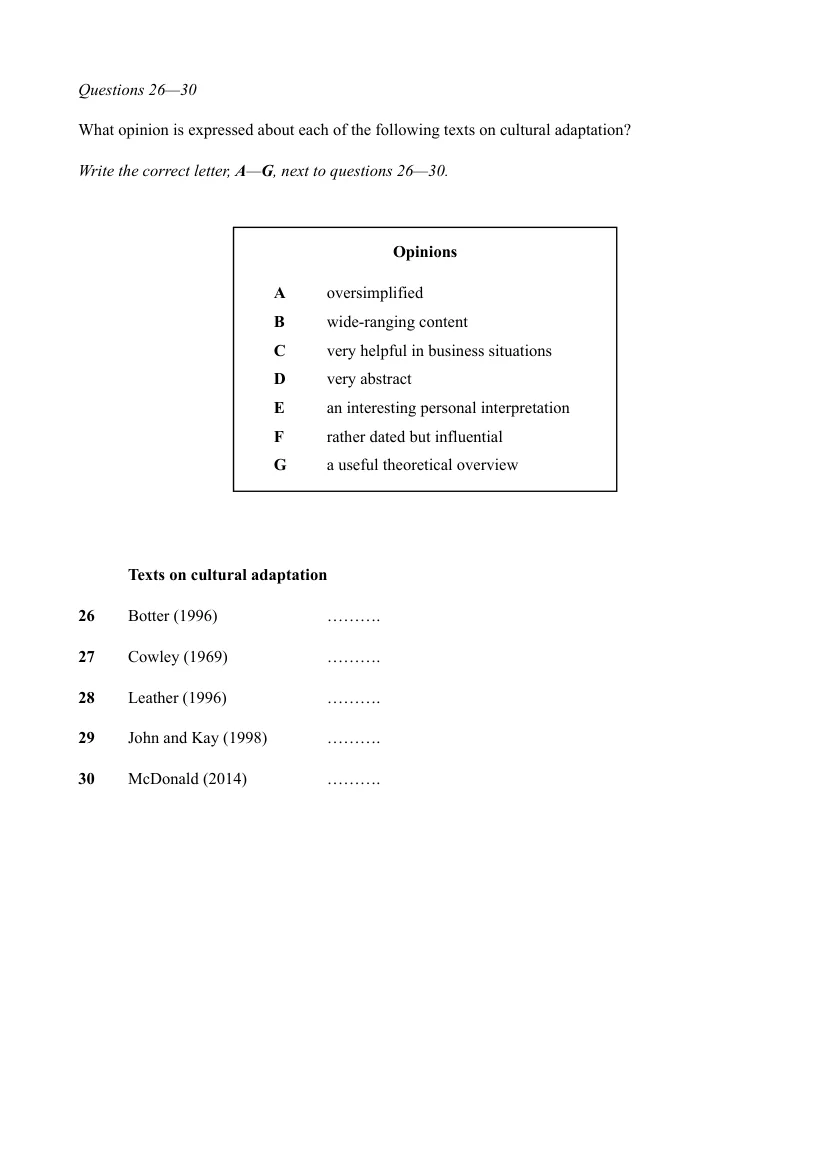 Questions 26—30
What opinion is expressed about each of the following texts on cultural adaptation?
Write the correct letter, A—G, next to questions 26—30.
Opinions
A oversimplified
B wide-ranging content
C very helpful in business situations
D very abstract
E an interesting personal interpretation
F rather dated but influential
G a useful theoretical overview
Texts on cultural adaptation
26 Botter (1996) ……….
27 Cowley (1969) ……….
28 Leather (1996) ……….
29 John and Kay (1998) ……….
30 McDonald (2014) ……….